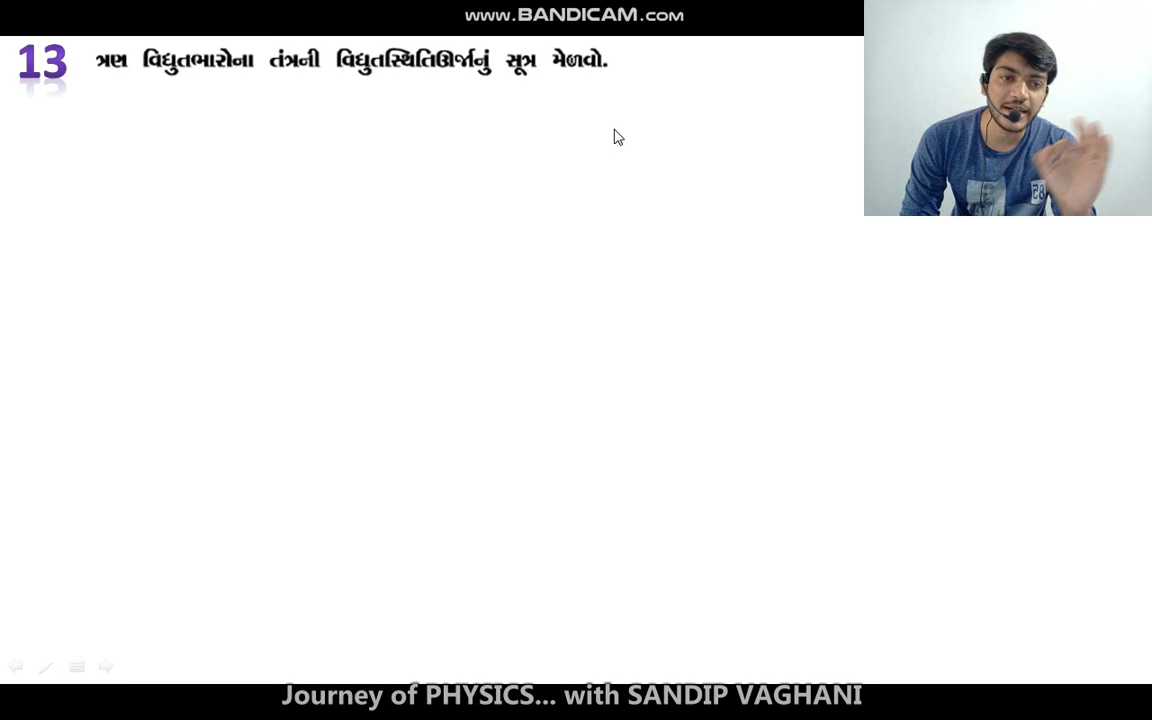 www.BANDICAM.com
13 ત્રણ વિદ્યુતભારોના તંત્રની વિદ્યુતસ્થિતિઊર્જાનું સૂત્ર મેળવો.
Journey of PHYSICS... with SANDIP VAGHANI